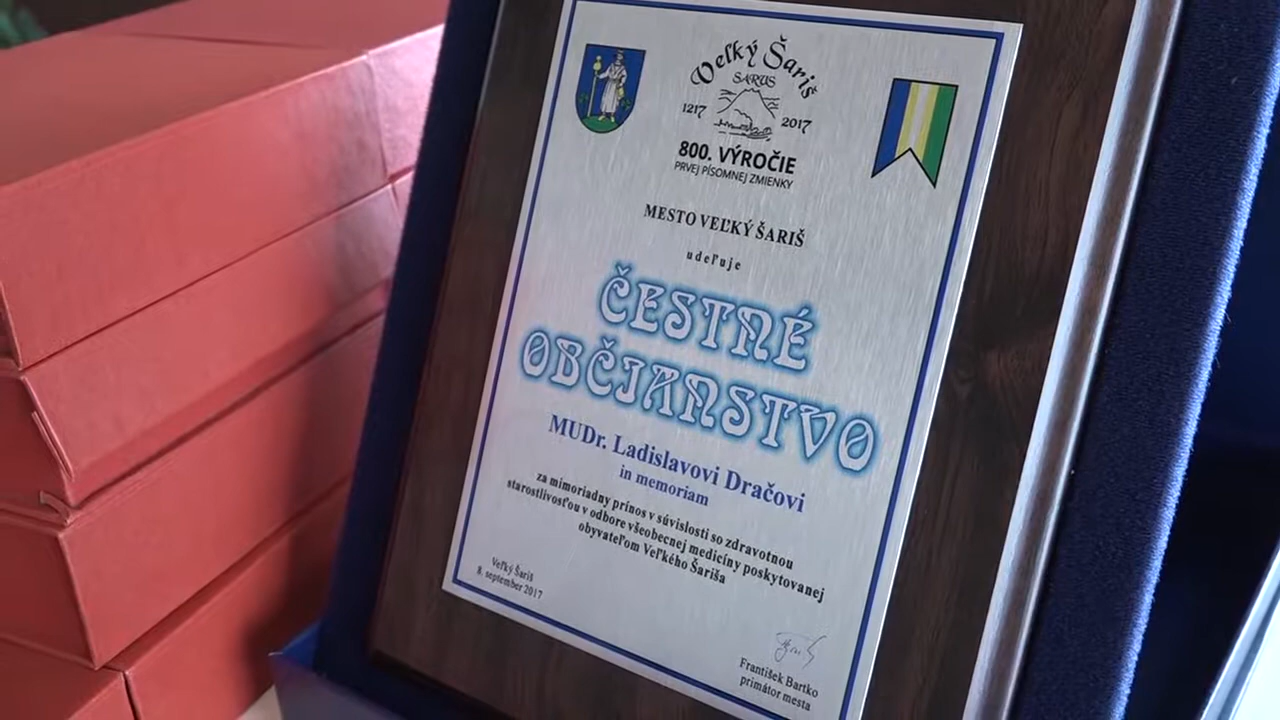 Veľký Šariš
SARUS
1217 2017
800. VÝROČIE
PRVEJ PÍSOMNEJ ZMIENKY
MESTO VEĽKÝ ŠARIŠ
udeľuje
ČESTNÉ
OBČIANSTVO
MUDr. Ladislavovi Dračovi
in memoriam
za mimoriadny prínos v súvislosti so zdravotnou
starostlivosťou v odbore všeobecnej medicíny poskytovanej
obyvateľom Veľkého Šariša
Veľký Šariš
8. september 2017
František Bartko
primátor mesta